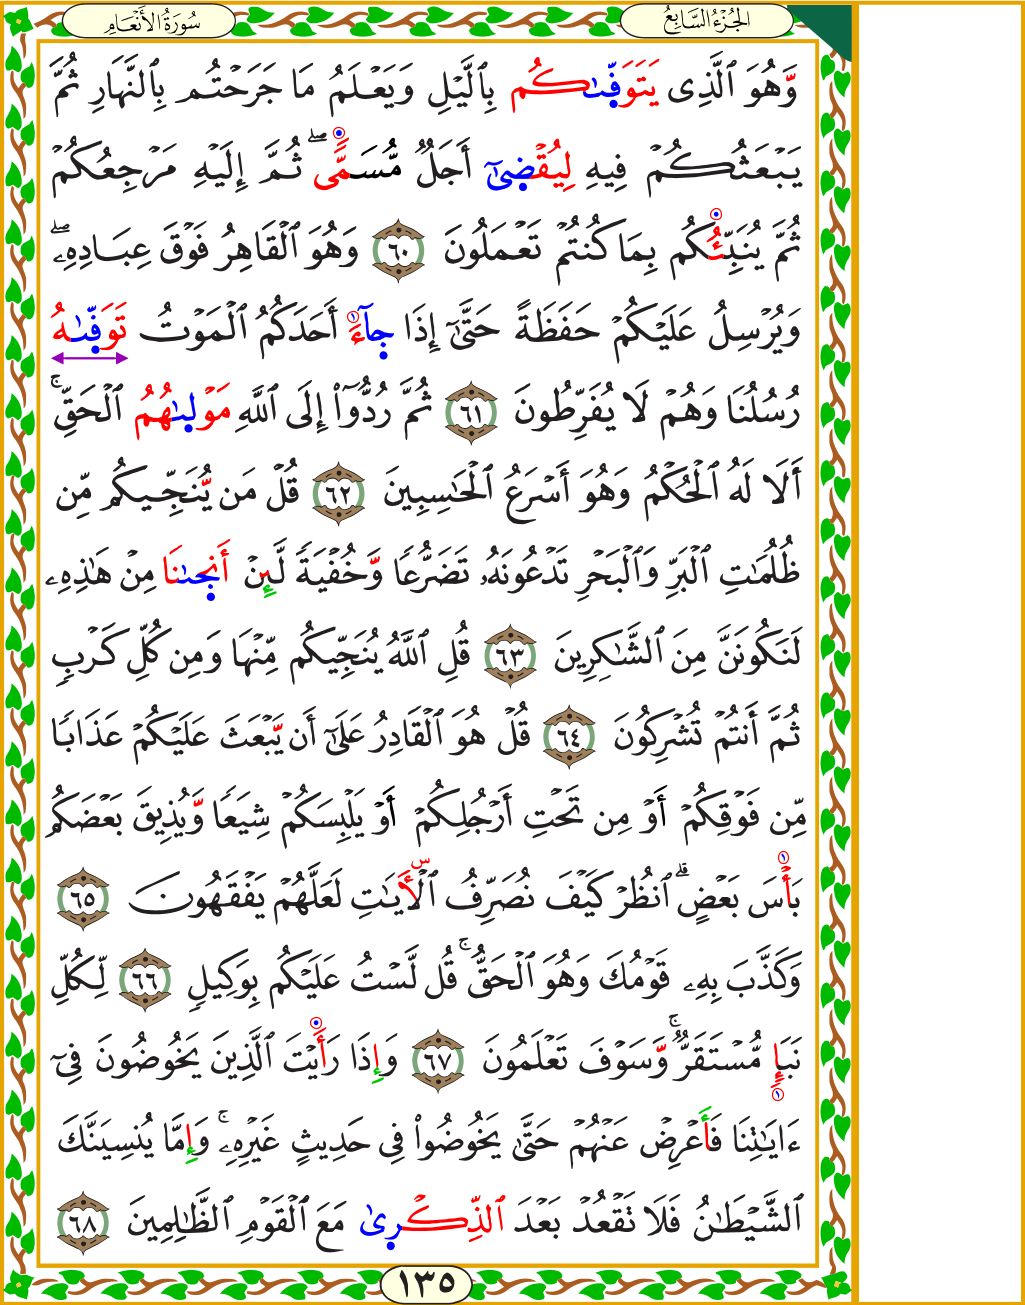 الجُزْءُ السَّابِعُ
سُورَةُ الأَنْعَامِ
وَّهُوَ ٱلَّذِى يَتَوَفّٜىٰكُم بِٱلَّيْلِ وَيَعْلَمُ مَا جَرَحْتُم بِٱلنَّهَارِ ثُمَّ
يَبْعَثُكُمْ فِيهِ لِيُقْضٜىٰٓ أَجَلٌ مُّسَمًّى ۖ ثُمَّ إِلَيْهِ مَرْجِعُكُمْ
ثُمَّ يُنَبِّئُكُم بِمَا كُنتُمْ تَعْمَلُونَ ٦٠ وَهُوَ ٱلْقَاهِرُ فَوْقَ عِبَادِهِۦ ۖ
وَيُرْسِلُ عَلَيْكُمْ حَفَظَةً حَتَّىٰٓ إِذَا جٜآءَ أَحَدَكُمُ ٱلْمَوْتُ تَوَفّٜىٰهُ
رُسُلُنَا وَهُمْ لَا يُفَرِّطُونَ ٦١ ثُمَّ رُدُّوٓا۟ إِلَى ٱللَّهِ مَوْلٜىٰهُمُ ٱلْحَقِّ ۚ
أَلَا لَهُ ٱلْحُكْمُ وَهُوَ أَسْرَعُ ٱلْحَـٰسِبِينَ ٦٢ قُلْ مَن يُّنَجِّيكُم مِّن
ظُلُمَـٰتِ ٱلْبَرِّ وَٱلْبَحْرِ تَدْعُونَهُۥ تَضَرُّعًا وَّخُفْيَةً لَّئِنْ أَنجٜىٰنَا مِنْ هَـٰذِهِۦ
لَنَكُونَنَّ مِنَ ٱلشَّـٰكِرِينَ ٦٣ قُلِ ٱللَّهُ يُنَجِّيكُم مِّنْهَا وَمِن كُلِّ كَرْبٍ
ثُمَّ أَنتُمْ تُشْرِكُونَ ٦٤ قُلْ هُوَ ٱلْقَادِرُ عَلَىٰٓ أَن يَّبْعَثَ عَلَيْكُمْ عَذَابًا
مِّن فَوْقِكُمْ أَوْ مِن تَحْتِ أَرْجُلِكُمْ أَوْ يَلْبِسَكُمْ شِيَعًا وَّيُذِيقَ بَعْضَكُم
بَأْسَ بَعْضٍ ۗ ٱنظُرْ كَيْفَ نُصَرِّفُ ٱلْأَيَـٰتِ لَعَلَّهُمْ يَفْقَهُونَ ٦٥
وَكَذَّبَ بِهِۦ قَوْمُكَ وَهُوَ ٱلْحَقُّ ۚ قُل لَّسْتُ عَلَيْكُم بِوَكِيلٍ ٦٦ لِّكُلِّ
نَبَإٍ مُّسْتَقَرٌّ ۚ وَّسَوْفَ تَعْلَمُونَ ٦٧ وَإِذَا رَأَيْتَ ٱلَّذِينَ يَخُوضُونَ فِىٓ
ءَايَـٰتِنَا فَأَعْرِضْ عَنْهُمْ حَتَّىٰ يَخُوضُوا۟ فِى حَدِيثٍ غَيْرِهِۦ ۚ وَإِمَّا يُنسِيَنَّكَ
ٱلشَّيْطَـٰنُ فَلَا تَقْعُدْ بَعْدَ ٱلذِّكْرٜىٰ مَعَ ٱلْقَوْمِ ٱلظَّـٰلِمِينَ ٦٨
١٣٥